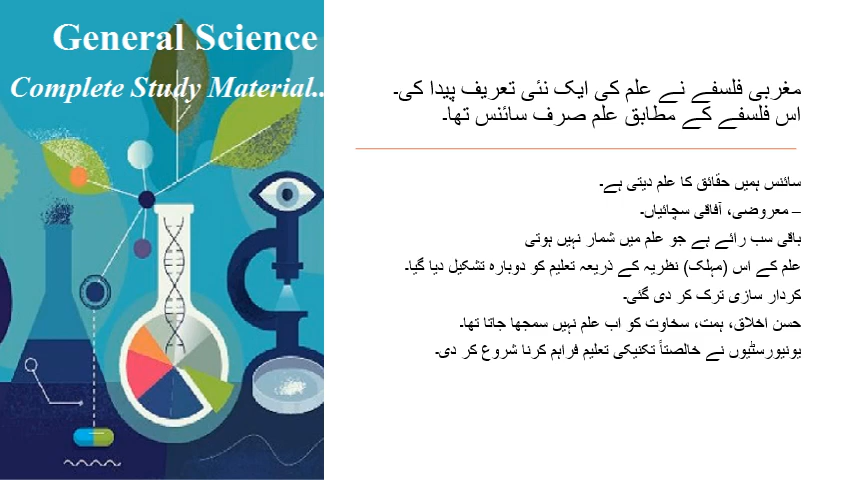 General Science
Complete Study Material..
مغربی فلسفے نے علم کی ایک نئی تعریف پیدا کی۔
اس فلسفے کے مطابق علم صرف سائنس تھا۔
سائنس ہمیں حقائق کا علم دیتی ہے۔
– معروضی، آفاقی سچائیاں۔
باقی سب رائے ہے جو علم میں شمار نہیں ہوتی
علم کے اس (مہلک) نظریہ کے ذریعہ تعلیم کو دوبارہ تشکیل دیا گیا۔
کردار سازی ترک کر دی گئی۔
حسن اخلاق، ہمت، سخاوت کو اب علم نہیں سمجھا جاتا تھا۔
یونیورسٹیوں نے خالصتاً تکنیکی تعلیم فراہم کرنا شروع کر دی۔